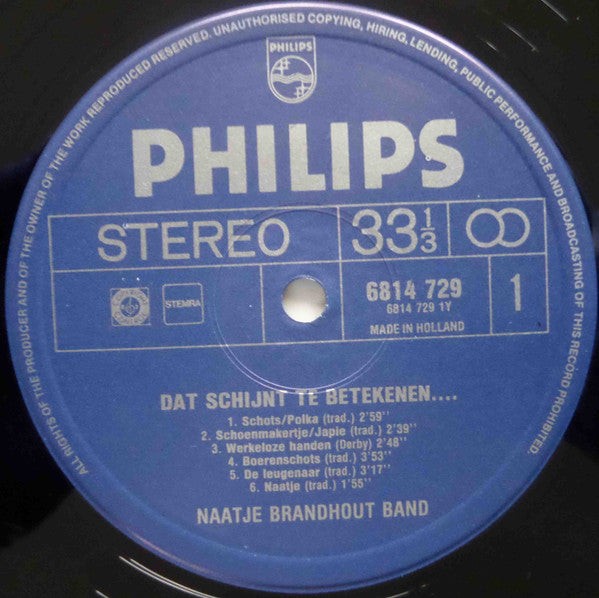 ALL RIGHTS OF THE PRODUCER AND OF THE OWNER OF THE WORK REPRODUCED RESERVED. UNAUTHORISED COPYING, HIRING, LENDING, PUBLIC PERFORMANCE AND BROADCASTING OF THIS RECORD PROHIBITED.
PHILIPS
PHILIPS
STEREO
33 1/3
STEMRA
6814 729
6814 729 1Y
MADE IN HOLLAND
1
DAT SCHIJNT TE BETEKENEN....
1. Schots/Polka (trad.) 2'59''
2. Schoenmakertje/Japie (trad.) 2'39''
3. Werkeloze handen (Derby) 2'48''
4. Boerenschots (trad.) 3'53''
5. De leugenaar (trad.) 3'17''
6. Naatje (trad.) 1'55''
NAATJE BRANDHOUT BAND